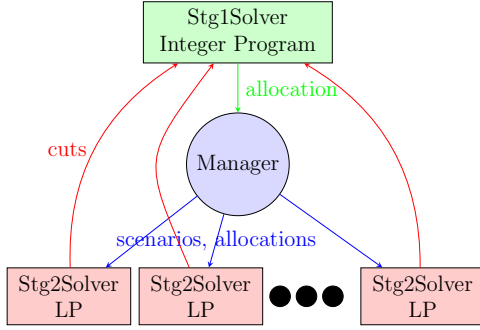 Stg1Solver
Integer Program
allocation
cuts
Manager
scenarios, allocations
Stg2Solver
LP
Stg2Solver
LP
Stg2Solver
LP